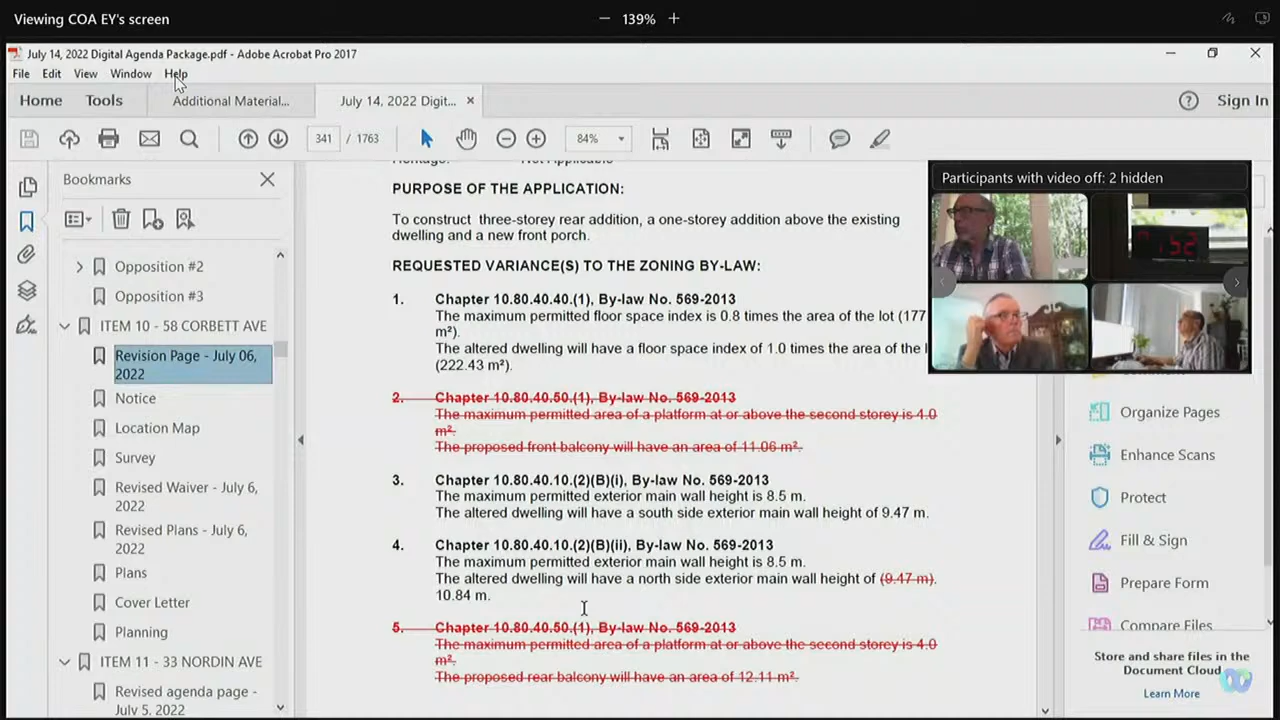 Viewing COA EY's screen
139%
July 14, 2022 Digital Agenda Package.pdf - Adobe Acrobat Pro 2017
File Edit View Window Help
Home Tools Additional Material... July 14, 2022 Digit... Sign In
341 / 1763 84%
Bookmarks
Opposition #2
Opposition #3
ITEM 10 - 58 CORBETT AVE
Revision Page - July 06,
2022
Notice
Location Map
Survey
Revised Waiver - July 6,
2022
Revised Plans - July 6,
2022
Plans
Cover Letter
Planning
ITEM 11 - 33 NORDIN AVE
Revised agenda page -
July 5, 2022
Heritage: Not Applicable
PURPOSE OF THE APPLICATION:
To construct three-storey rear addition, a one-storey addition above the existing
dwelling and a new front porch.
REQUESTED VARIANCE(S) TO THE ZONING BY-LAW:
1. Chapter 10.80.40.40.(1), By-law No. 569-2013
The maximum permitted floor space index is 0.8 times the area of the lot (177
m²).
The altered dwelling will have a floor space index of 1.0 times the area of the
(222.43 m²).
2. Chapter 10.80.40.50.(1), By-law No. 569-2013
The maximum permitted area of a platform at or above the second storey is 4.0
m².
The proposed front balcony will have an area of 11.06 m².
3. Chapter 10.80.40.10.(2)(B)(i), By-law No. 569-2013
The maximum permitted exterior main wall height is 8.5 m.
The altered dwelling will have a south side exterior main wall height of 9.47 m.
4. Chapter 10.80.40.10.(2)(B)(ii), By-law No. 569-2013
The maximum permitted exterior main wall height is 8.5 m.
The altered dwelling will have a north side exterior main wall height of (9.47 m).
10.84 m.
5. Chapter 10.80.40.50.(1), By-law No. 569-2013
The maximum permitted area of a platform at or above the second storey is 4.0
m².
The proposed rear balcony will have an area of 12.11 m².
Participants with video off: 2 hidden
Organize Pages
Enhance Scans
Protect
Fill & Sign
Prepare Form
Compare Files
Store and share files in the
Document Cloud
Learn More